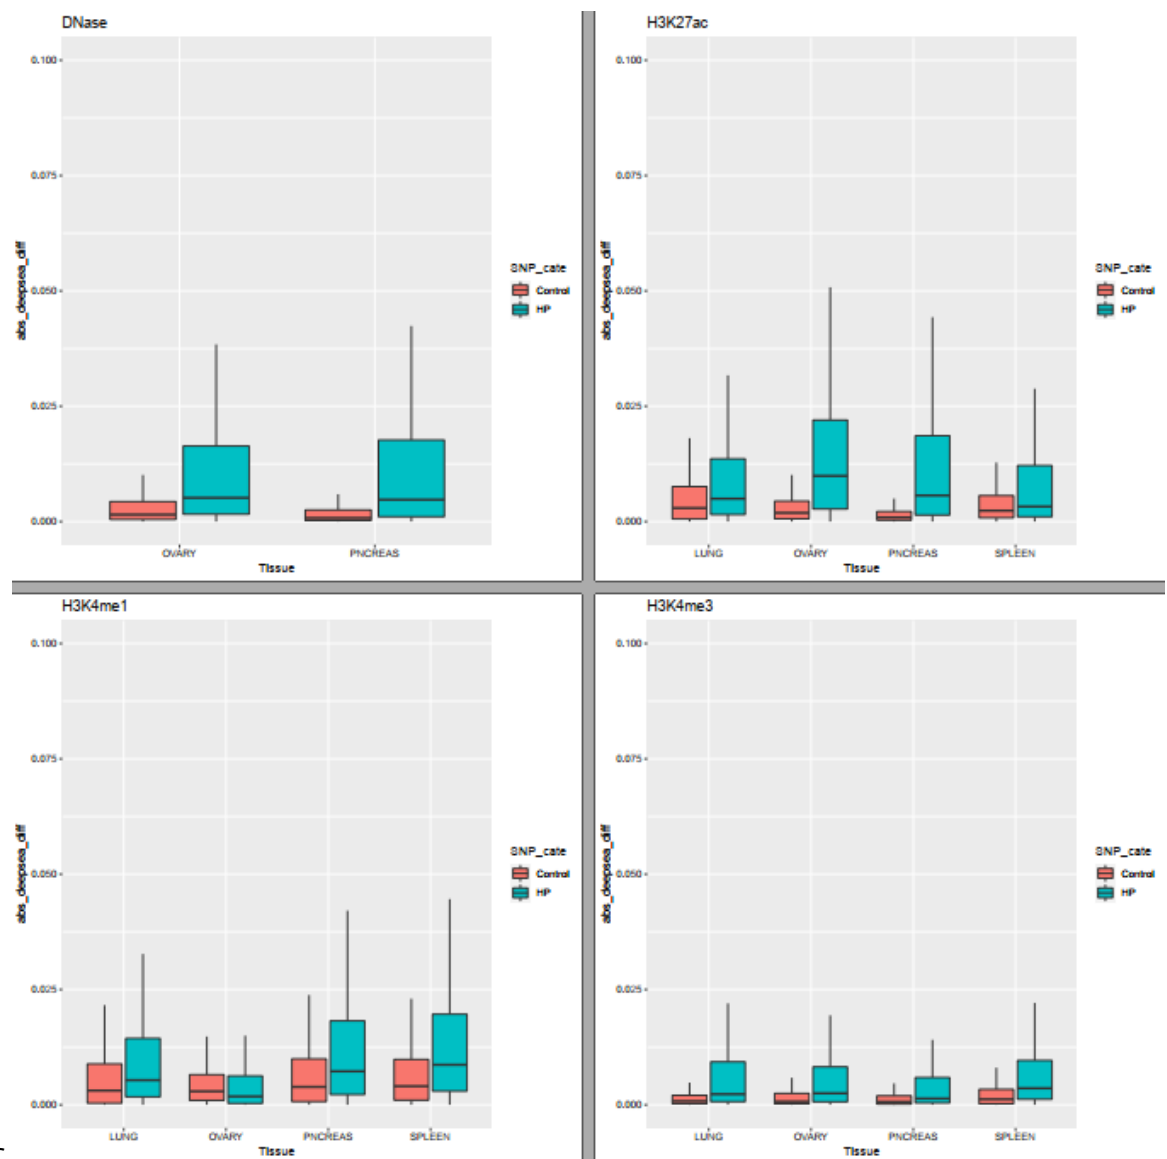 DNase
0.100
0.075
0.050
0.025
0.000
abs_deepsea_diff
OVARY
PNCREAS
Tissue
SNP_cate
Control
HP
H3K27ac
0.100
0.075
0.050
0.025
0.000
abs_deepsea_diff
LUNG
OVARY
PNCREAS
SPLEEN
Tissue
SNP_cate
Control
HP
H3K4me1
0.100
0.075
0.050
0.025
0.000
abs_deepsea_diff
LUNG
OVARY
PNCREAS
SPLEEN
Tissue
SNP_cate
Control
HP
H3K4me3
0.100
0.075
0.050
0.025
0.000
abs_deepsea_diff
LUNG
OVARY
PNCREAS
SPLEEN
Tissue
SNP_cate
Control
HP